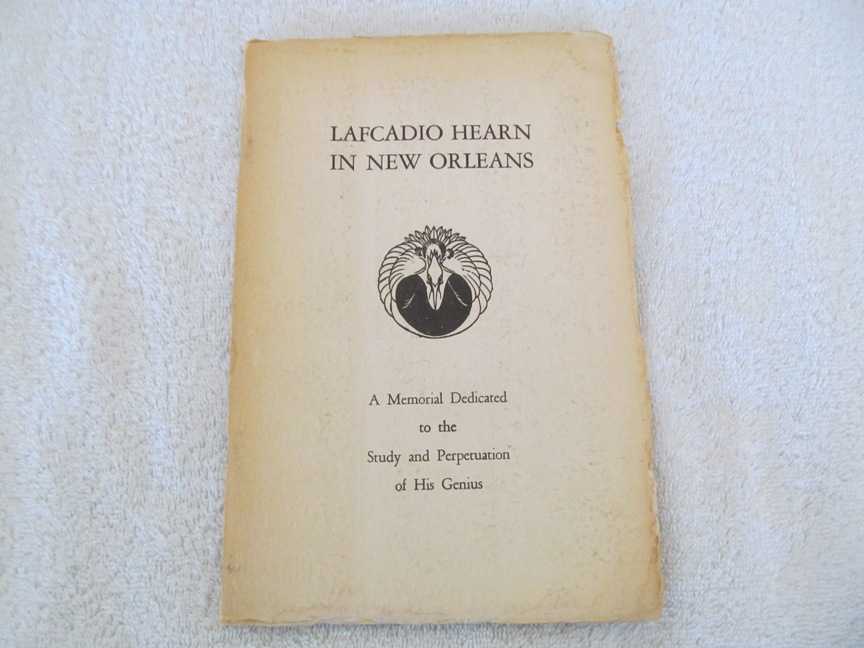 LAFCADIO HEARN
IN NEW ORLEANS
A Memorial Dedicated
to the
Study and Perpetuation
of His Genius